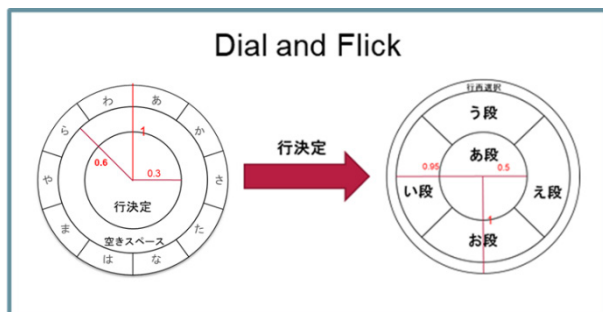 Dial and Flick
わ
あ
ら
か
や
さ
ま
た
は
な
1
0.6
0.3
行決定
空きスペース
行決定
行再選択
う段
あ段
0.95
0.5
い段
え段
1
お段